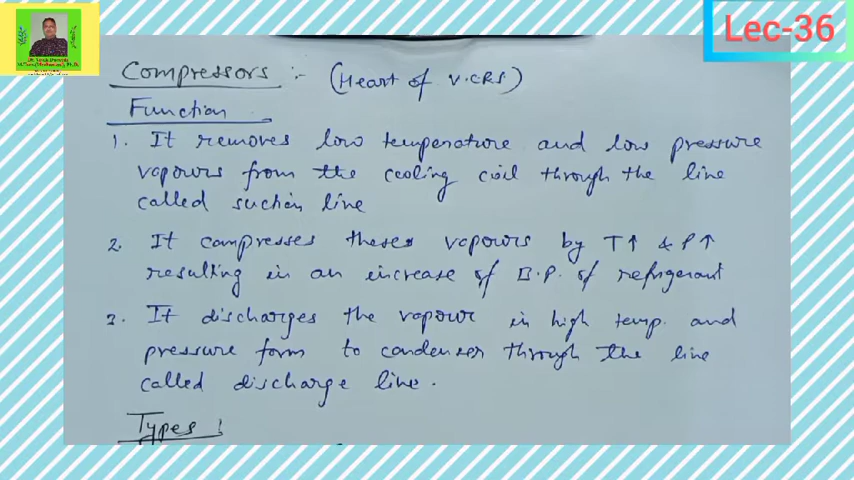 Lec-36
Compressors :- (Heart of V.CRS)
Function
1. It removes low temperature and low pressure
vapours from the cooling coil through the line
called suction line
2. It compresses theses vapours by T↑ & P↑
resulting in an increase of B.P. of refrigerant
3. It discharges the vapour in high temp. and
pressure form to condenser through the line
called discharge line.
Types :